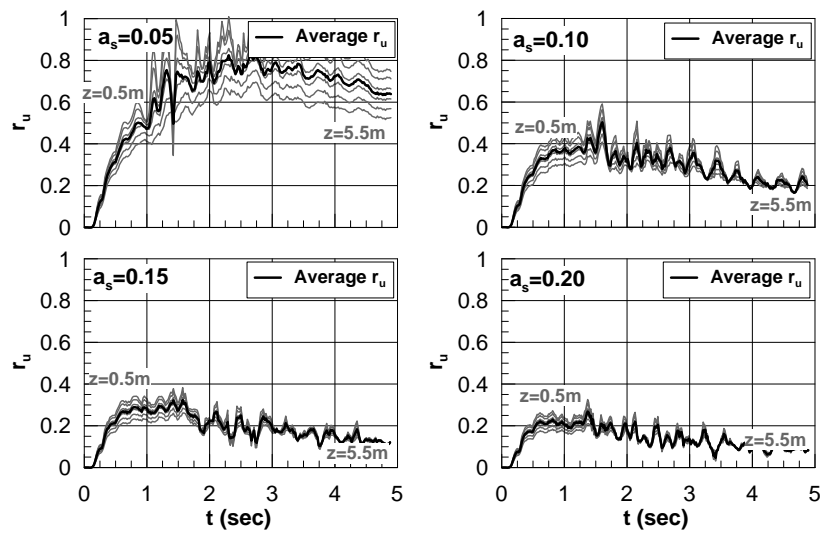 1
0.8
0.6
0.4
0.2
0
r_u
a_s=0.05
Average r_u
z=0.5m
z=5.5m
1
0.8
0.6
0.4
0.2
0
a_s=0.10
Average r_u
z=0.5m
z=5.5m
1
0.8
0.6
0.4
0.2
0
r_u
a_s=0.15
Average r_u
z=0.5m
z=5.5m
0 1 2 3 4 5
t (sec)
1
0.8
0.6
0.4
0.2
0
a_s=0.20
Average r_u
z=0.5m
z=5.5m
0 1 2 3 4 5
t (sec)